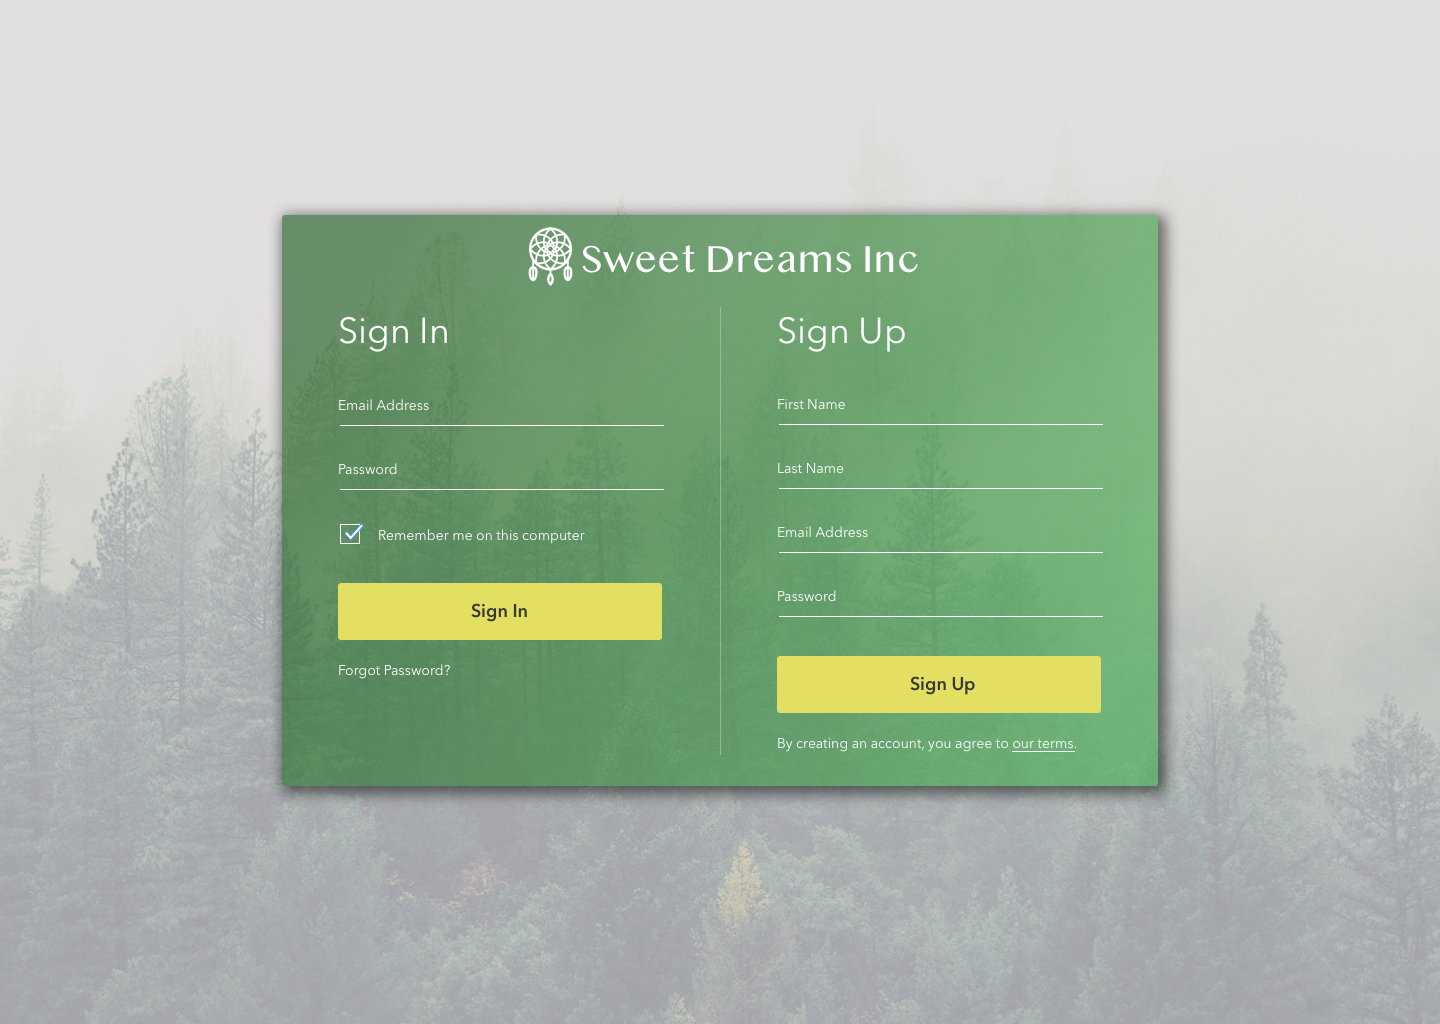 Sweet Dreams Inc
Sign In
Email Address
Password
Remember me on this computer
Sign In
Forgot Password?
Sign Up
First Name
Last Name
Email Address
Password
Sign Up
By creating an account, you agree to our terms.